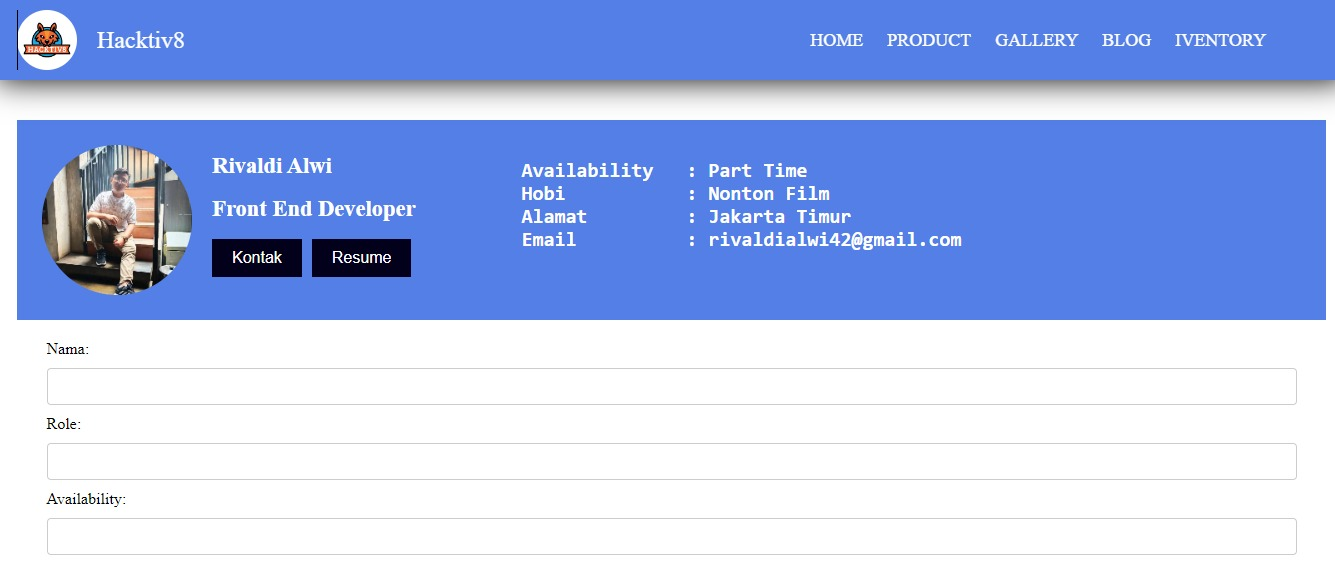 HACKTIV8
Hacktiv8
HOME PRODUCT GALLERY BLOG IVENTORY
Rivaldi Alwi
Front End Developer
Kontak Resume
Availability : Part Time
Hobi : Nonton Film
Alamat : Jakarta Timur
Email : rivaldialwi42@gmail.com
Nama:
Role:
Availability: